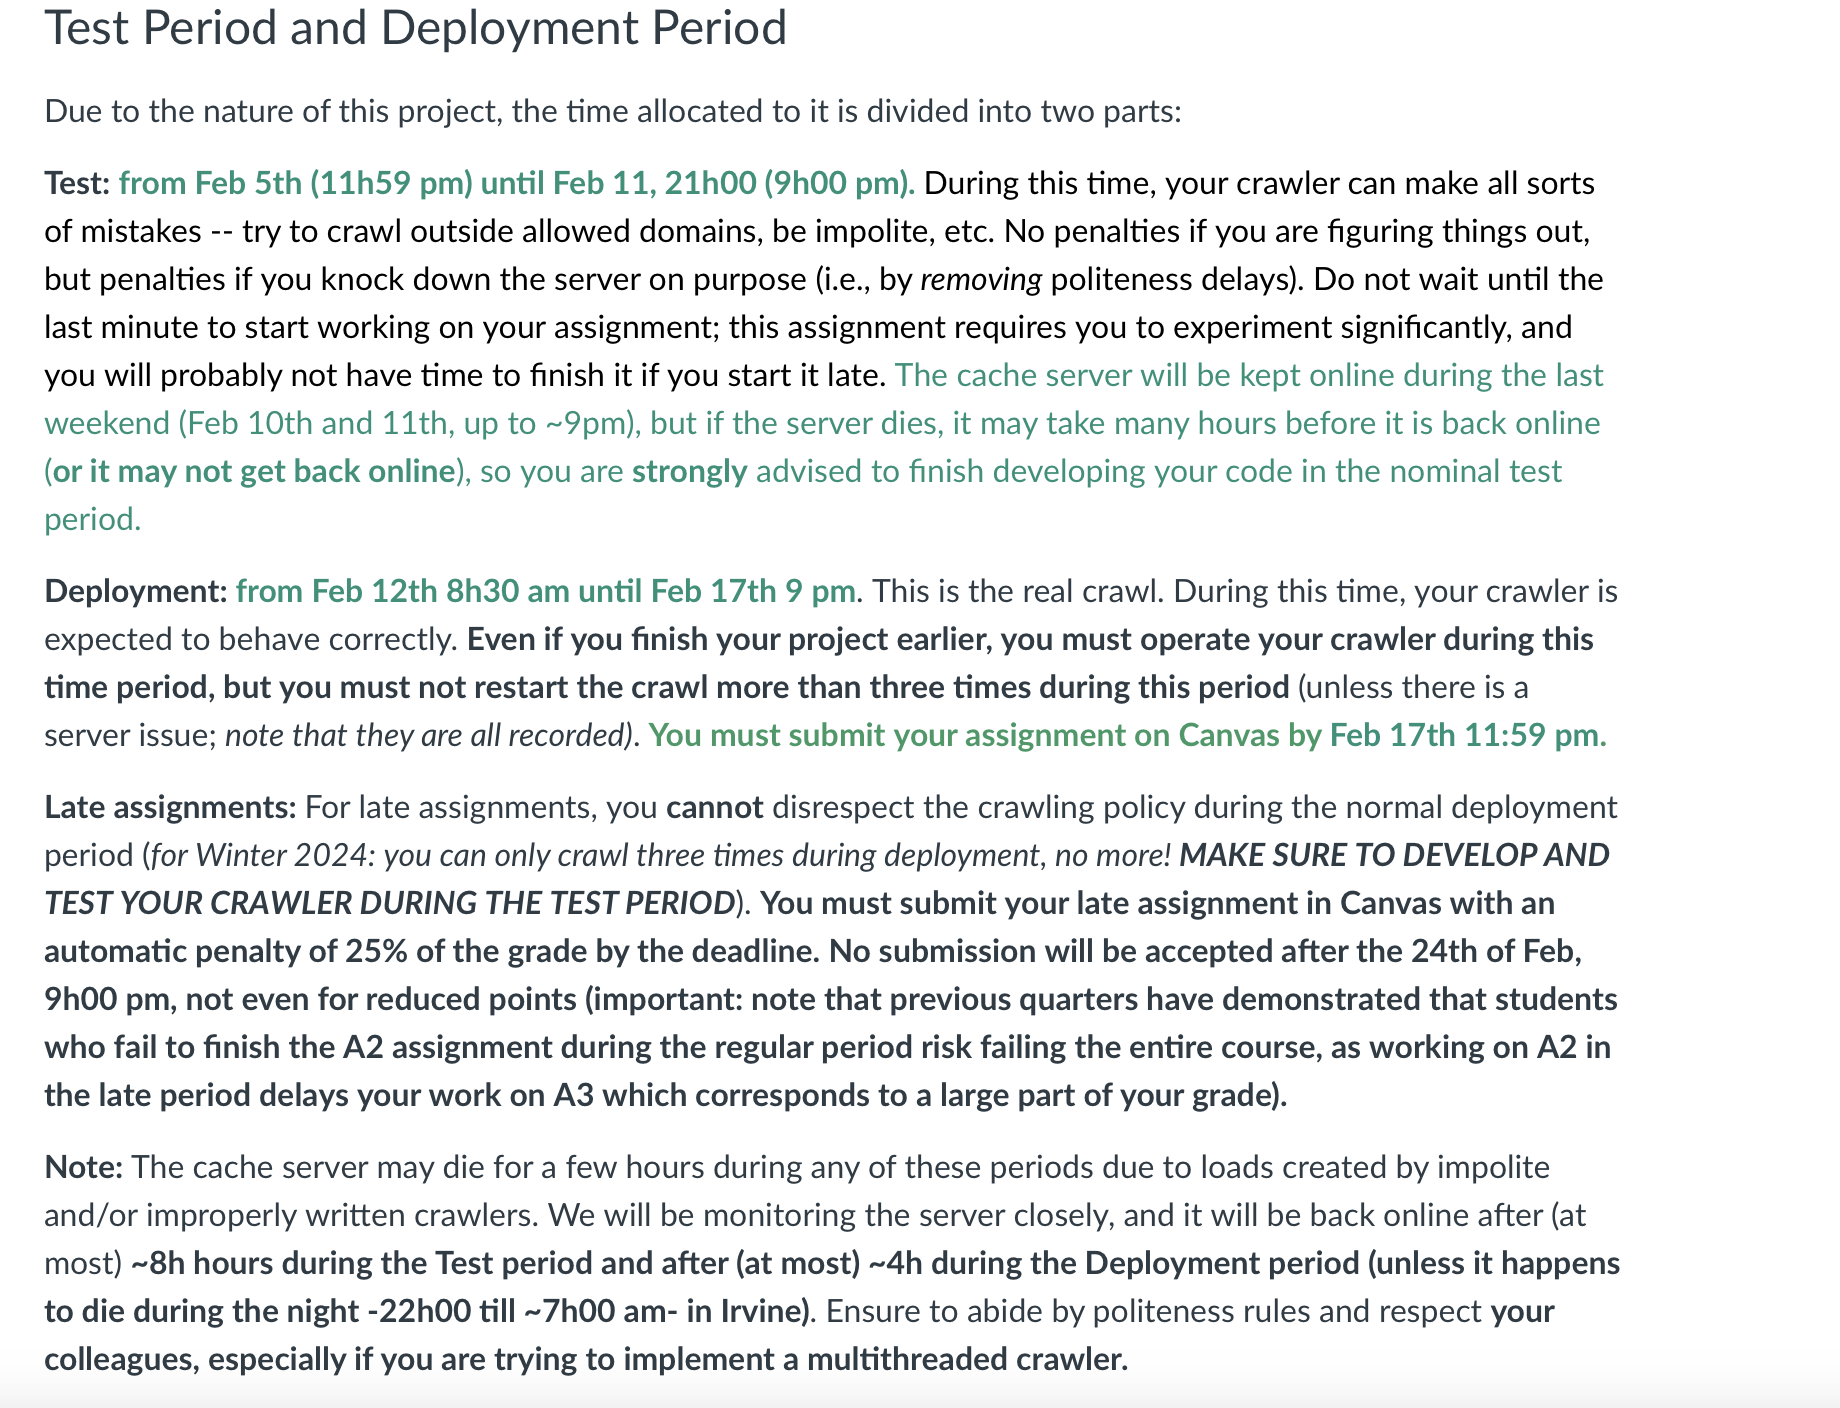 Test Period and Deployment Period
Due to the nature of this project, the time allocated to it is divided into two parts:
Test: from Feb 5th (11h59 pm) until Feb 11, 21h00 (9h00 pm). During this time, your crawler can make all sorts
of mistakes -- try to crawl outside allowed domains, be impolite, etc. No penalties if you are figuring things out,
but penalties if you knock down the server on purpose (i.e., by removing politeness delays). Do not wait until the
last minute to start working on your assignment; this assignment requires you to experiment significantly, and
you will probably not have time to finish it if you start it late. The cache server will be kept online during the last
weekend (Feb 10th and 11th, up to ~9pm), but if the server dies, it may take many hours before it is back online
(or it may not get back online), so you are strongly advised to finish developing your code in the nominal test
period.
Deployment: from Feb 12th 8h30 am until Feb 17th 9 pm. This is the real crawl. During this time, your crawler is
expected to behave correctly. Even if you finish your project earlier, you must operate your crawler during this
time period, but you must not restart the crawl more than three times during this period (unless there is a
server issue; note that they are all recorded). You must submit your assignment on Canvas by Feb 17th 11:59 pm.
Late assignments: For late assignments, you cannot disrespect the crawling policy during the normal deployment
period (for Winter 2024: you can only crawl three times during deployment, no more! MAKE SURE TO DEVELOP AND
TEST YOUR CRAWLER DURING THE TEST PERIOD). You must submit your late assignment in Canvas with an
automatic penalty of 25% of the grade by the deadline. No submission will be accepted after the 24th of Feb,
9h00 pm, not even for reduced points (important: note that previous quarters have demonstrated that students
who fail to finish the A2 assignment during the regular period risk failing the entire course, as working on A2 in
the late period delays your work on A3 which corresponds to a large part of your grade).
Note: The cache server may die for a few hours during any of these periods due to loads created by impolite
and/or improperly written crawlers. We will be monitoring the server closely, and it will be back online after (at
most) ~8h hours during the Test period and after (at most) ~4h during the Deployment period (unless it happens
to die during the night -22h00 till ~7h00 am- in Irvine). Ensure to abide by politeness rules and respect your
colleagues, especially if you are trying to implement a multithreaded crawler.